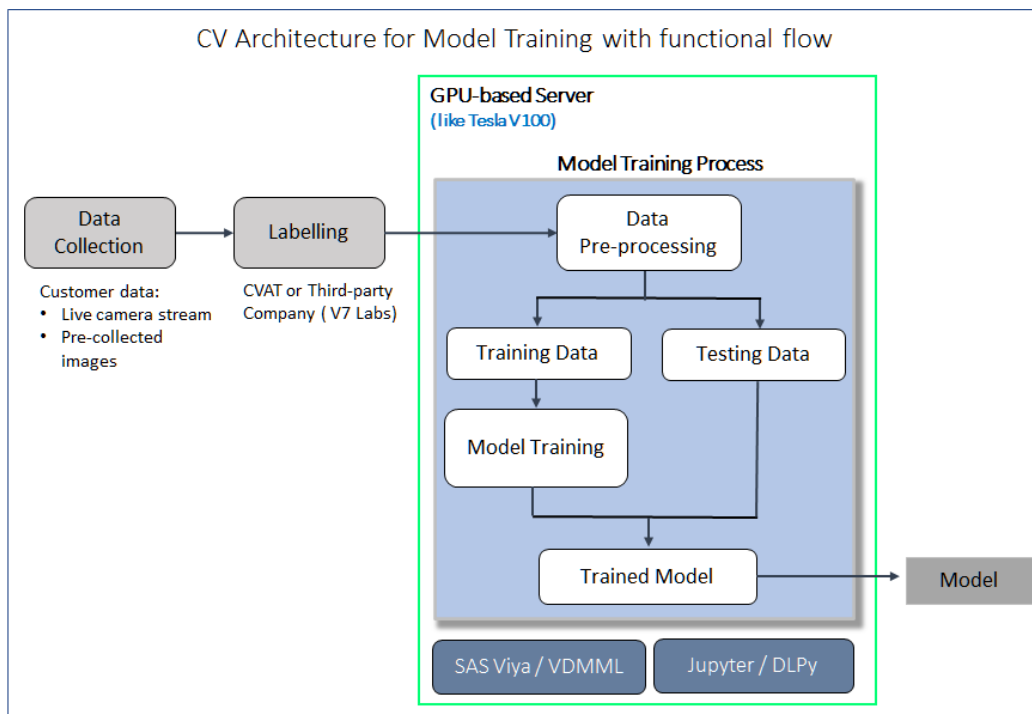 CV Architecture for Model Training with functional flow
GPU-based Server
(like Tesla V100)
Model Training Process
Data
Collection
Labelling
Data
Pre-processing
Customer data:
• Live camera stream
• Pre-collected
images
CVAT or Third-party
Company ( V7 Labs)
Training Data
Testing Data
Model Training
Trained Model
Model
SAS Viya / VDMML
Jupyter / DLPy